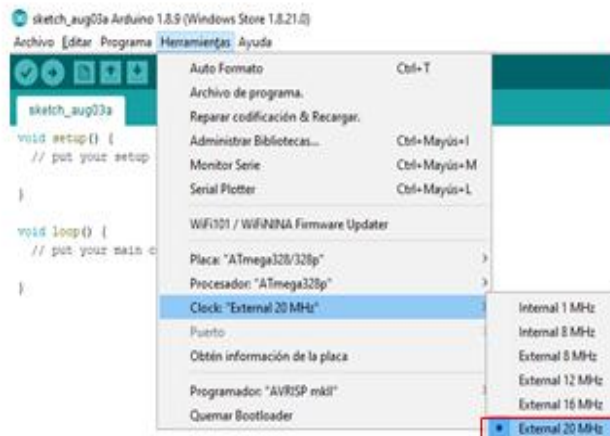 sketch_aug03a Arduino 1.8.9 (Windows Store 1.8.21.0)
Archivo Editar Programa Herramientas Ayuda
sketch_aug03a
void setup() {
// put your setup
}
void loop() {
// put your main c
}
Auto Formato Ctrl+T
Archivo de programa.
Reparar codificación & Recargar.
Administrar Bibliotecas... Ctrl+Mayús+I
Monitor Serie Ctrl+Mayús+M
Serial Plotter Ctrl+Mayús+L
WiFi101 / WiFiNINA Firmware Updater
Placa: "ATmega328/328p"
Procesador: "ATmega328p"
Clock: "External 20 MHz"
Puerto
Obtén información de la placa
Programador: "AVRISP mkII"
Quemar Bootloader
Internal 1 MHz
Internal 8 MHz
External 8 MHz
External 12 MHz
External 16 MHz
External 20 MHz